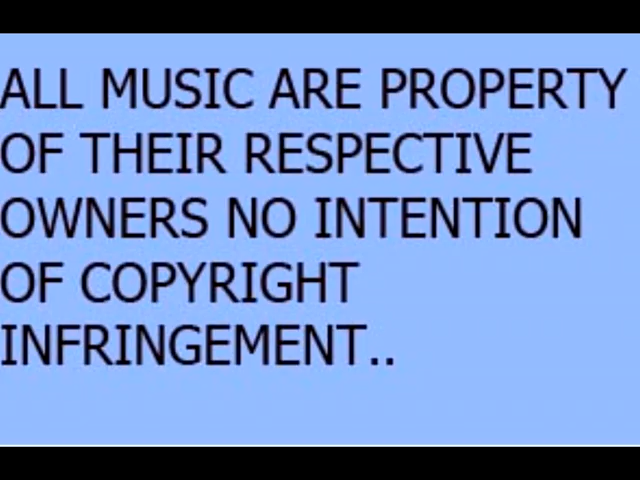 ALL MUSIC ARE PROPERTY
OF THEIR RESPECTIVE
OWNERS NO INTENTION
OF COPYRIGHT
INFRINGEMENT..